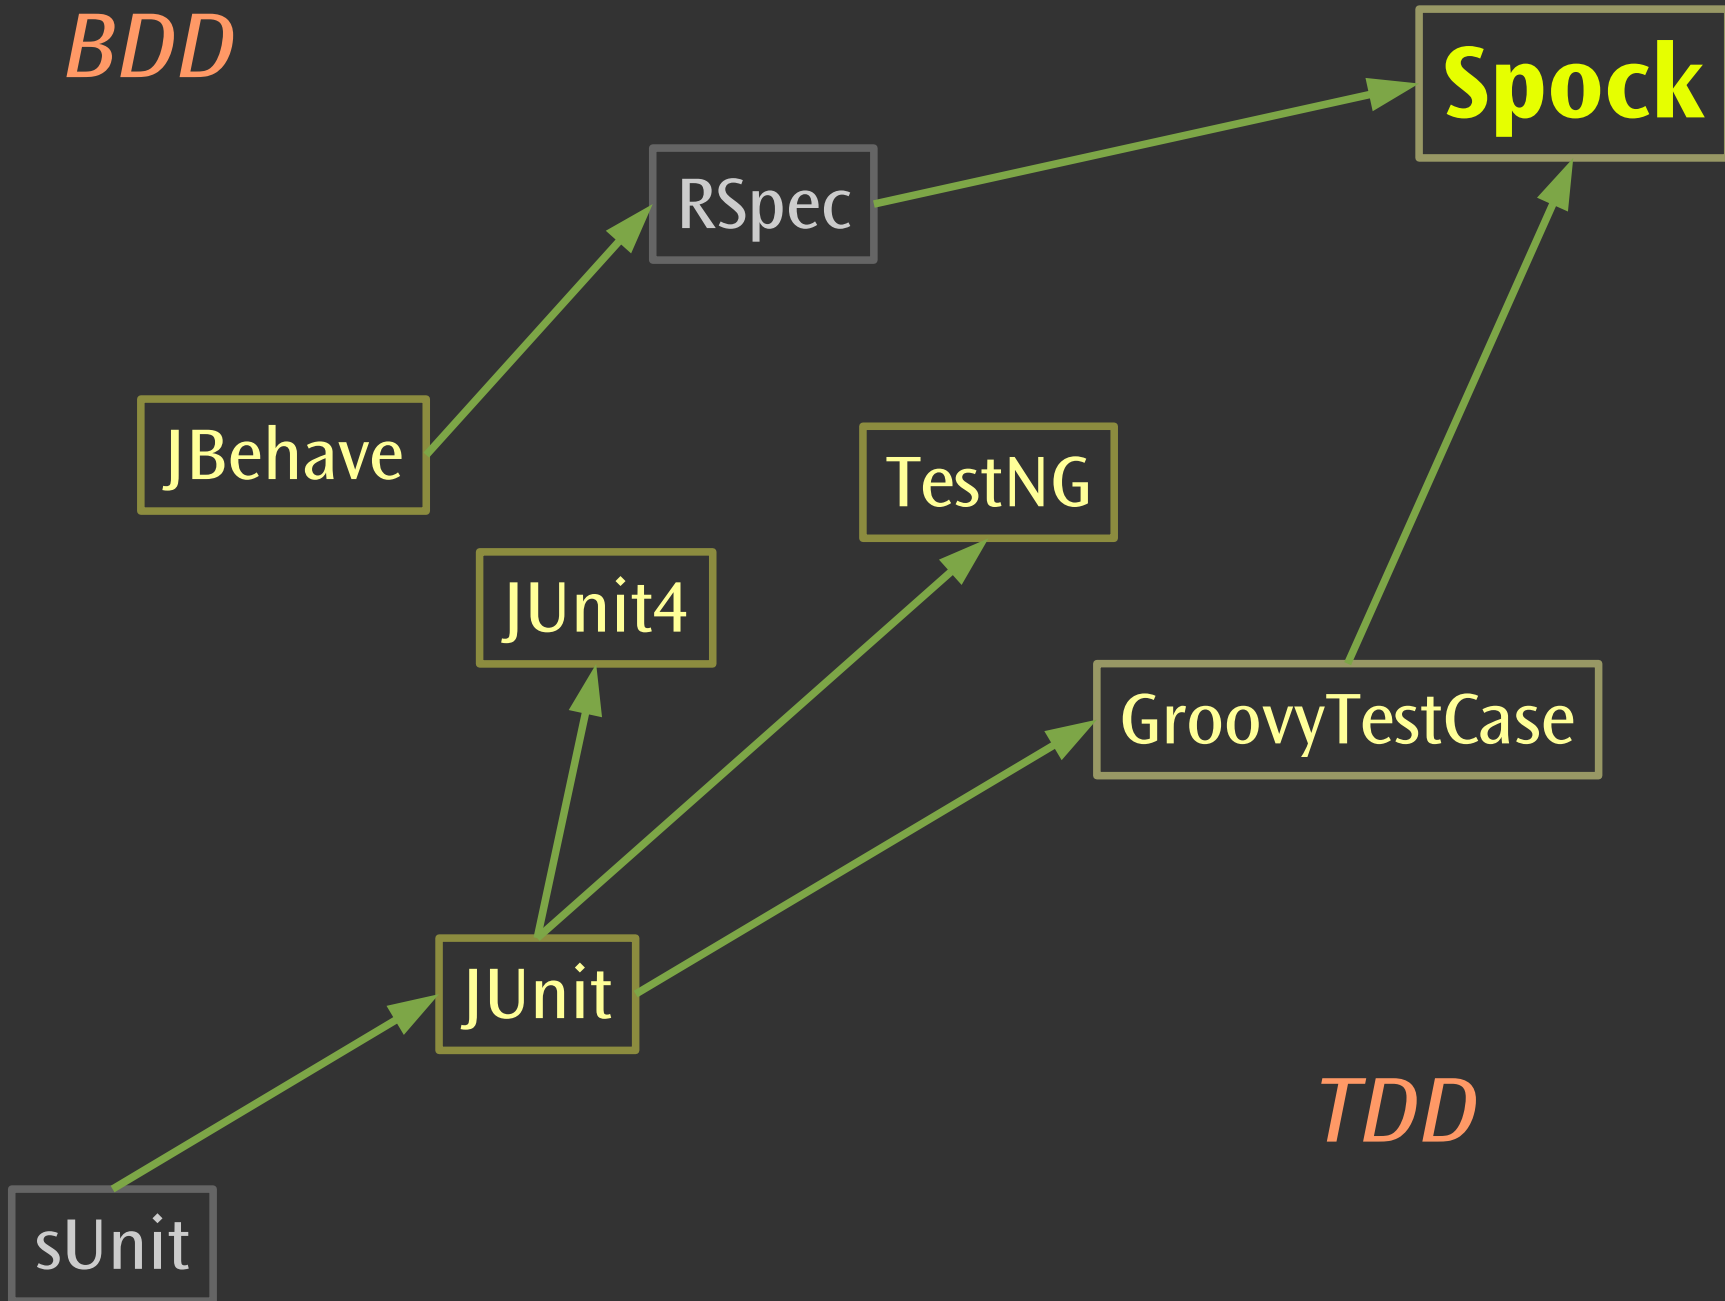 BDD
Spock
RSpec
JBehave
TestNG
JUnit4
GroovyTestCase
JUnit
TDD
sUnit